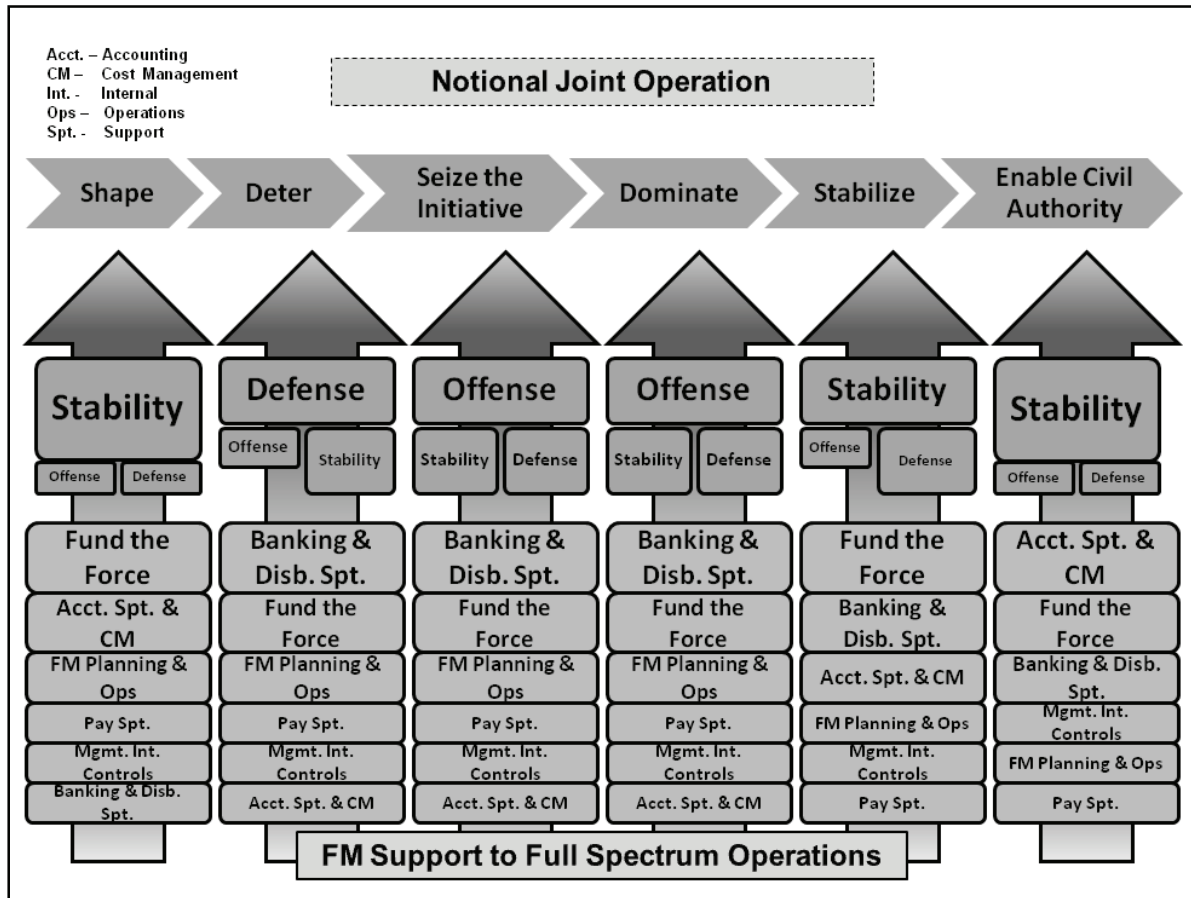 Acct. – Accounting
CM – Cost Management
Int. - Internal
Ops – Operations
Spt. - Support
Notional Joint Operation
Shape
Deter
Seize the
Initiative
Dominate
Stabilize
Enable Civil
Authority
Stability
Offense
Defense
Fund the
Force
Acct. Spt. &
CM
FM Planning &
Ops
Pay Spt.
Mgmt. Int.
Controls
Banking & Disb.
Spt.
Defense
Offense
Stability
Banking &
Disb. Spt.
Fund the
Force
FM Planning &
Ops
Pay Spt.
Mgmt. Int.
Controls
Acct. Spt. & CM
Offense
Stability
Defense
Banking &
Disb. Spt.
Fund the
Force
FM Planning &
Ops
Pay Spt.
Mgmt. Int.
Controls
Acct. Spt. & CM
Offense
Stability
Defense
Banking &
Disb. Spt.
Fund the
Force
FM Planning &
Ops
Pay Spt.
Mgmt. Int.
Controls
Acct. Spt. & CM
Stability
Offense
Defense
Fund the
Force
Banking &
Disb. Spt.
Acct. Spt. & CM
FM Planning & Ops
Mgmt. Int.
Controls
Pay Spt.
Stability
Offense
Defense
Acct. Spt. &
CM
Fund the
Force
Banking & Disb.
Spt.
Mgmt. Int.
Controls
FM Planning & Ops
Pay Spt.
FM Support to Full Spectrum Operations